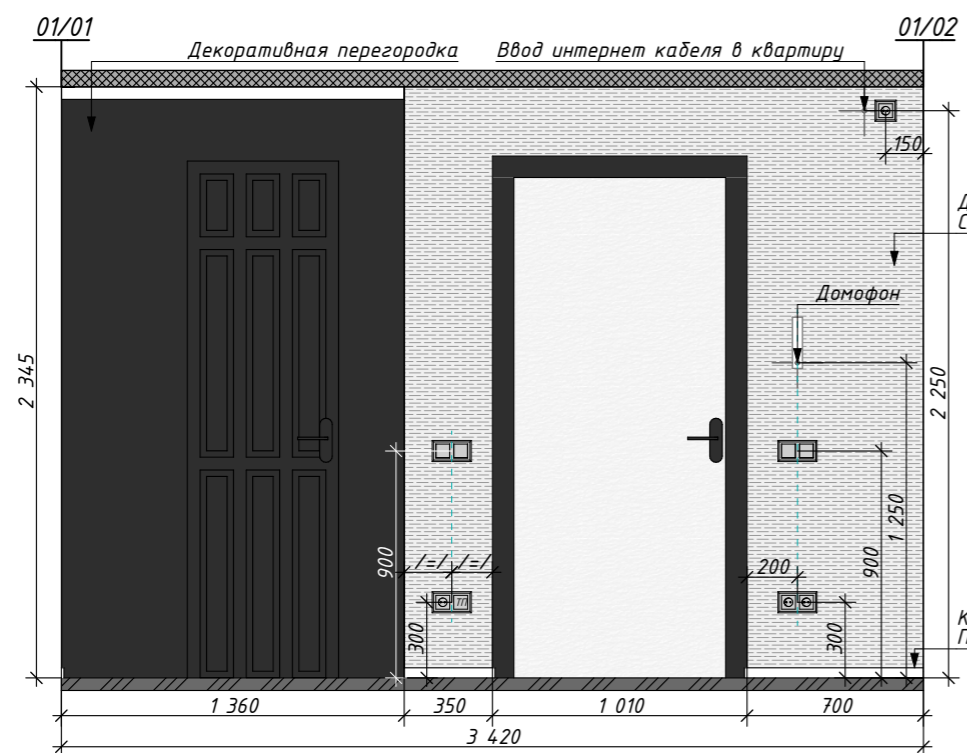 01/01
01/02
Декоративная перегородка
Ввод интернет кабеля в квартиру
150
Д
С
Домофон
2 345
2 250
1 250
900
900
/=/
/=/
200
300
ТП
300
К
П
1 360
350
1 010
700
3 420